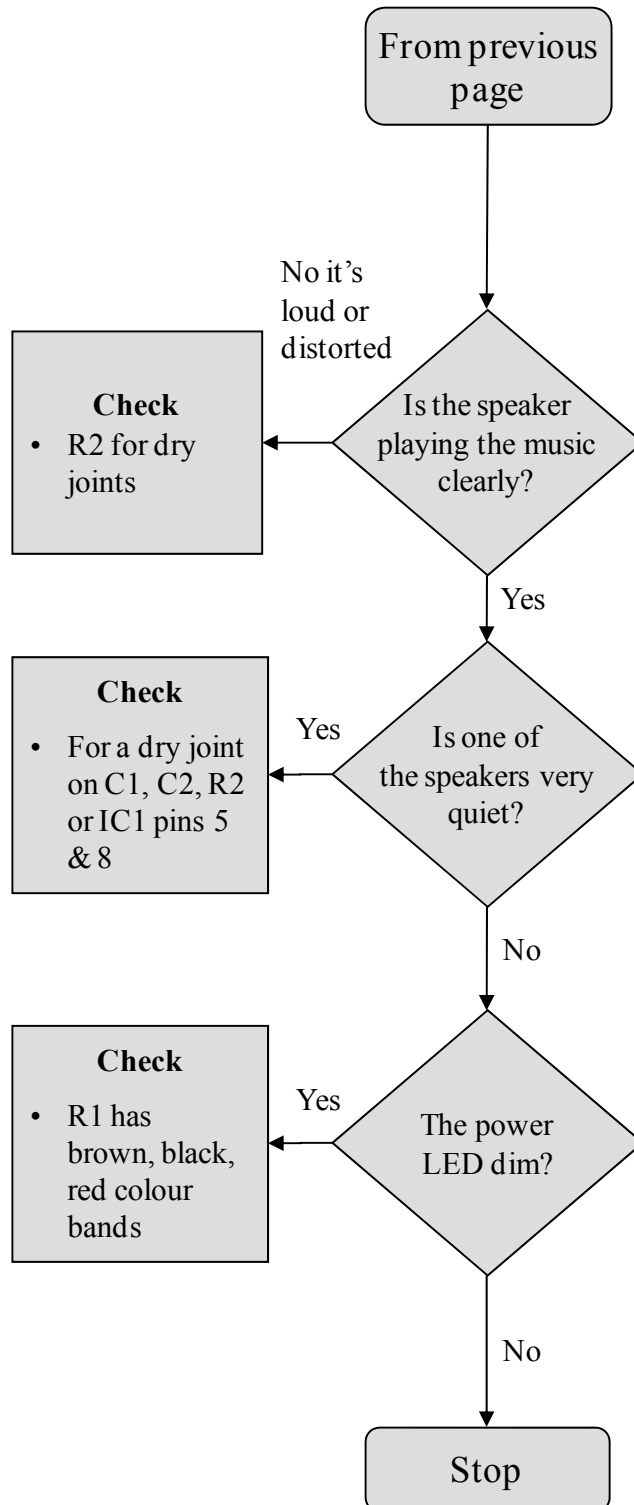 From previous
page
No it’s
loud or
distorted
Is the speaker
playing the music
clearly?
Check
• R2 for dry
joints
Yes
Is one of
the speakers very
quiet?
Yes
Check
• For a dry joint
on C1, C2, R2
or IC1 pins 5
& 8
No
The power
LED dim?
Yes
Check
• R1 has
brown, black,
red colour
bands
No
Stop